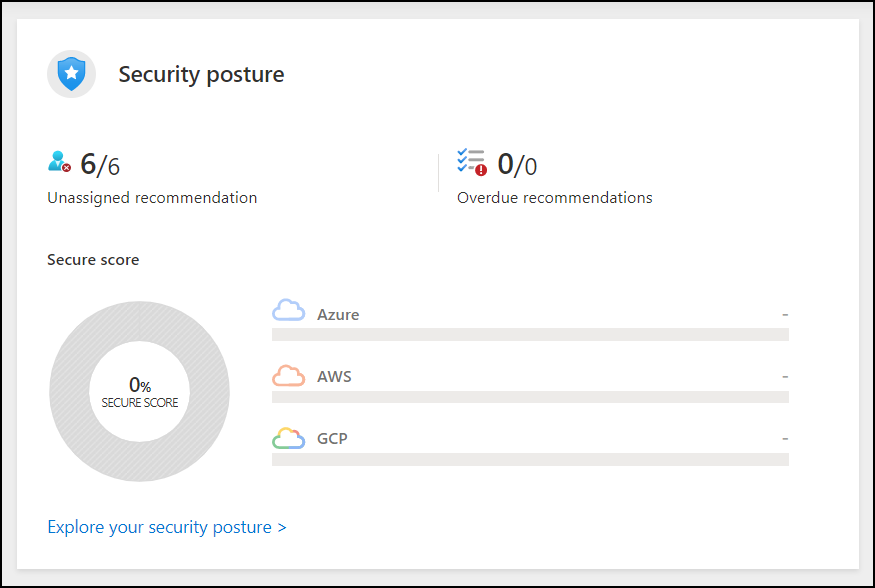 Security posture
6/6
Unassigned recommendation
0/0
Overdue recommendations
Secure score
0%
SECURE SCORE
Azure -
AWS -
GCP -
Explore your security posture >